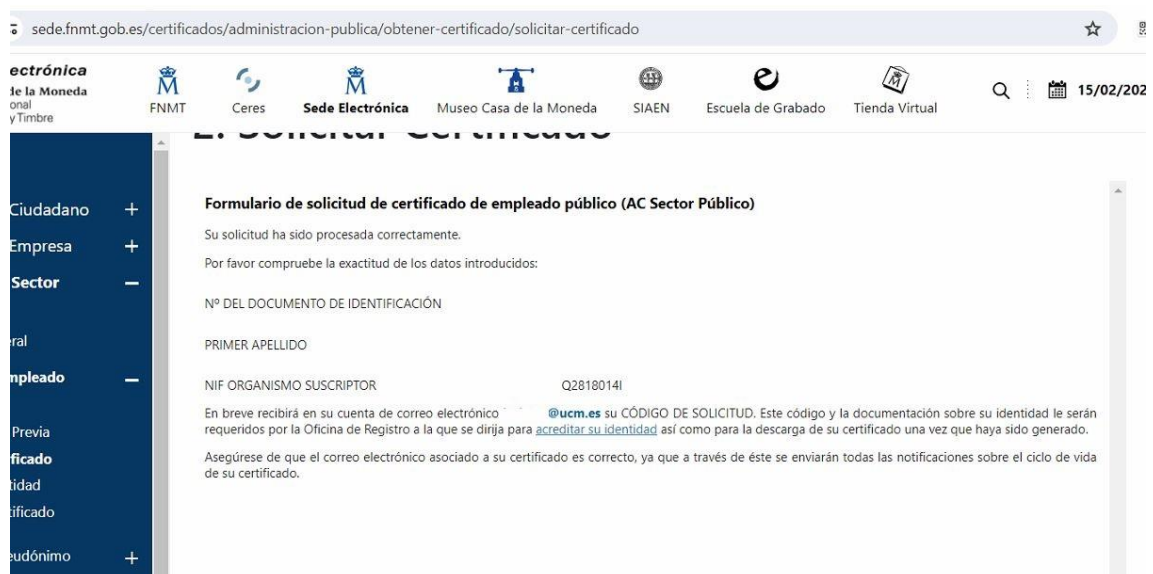 sede.fnmt.gob.es/certificados/administracion-publica/obtener-certificado/solicitar-certificado
ectrónica
de la Moneda
onal
y Timbre
FNMT
Ceres
Sede Electrónica
Museo Casa de la Moneda
SIAEN
Escuela de Grabado
Tienda Virtual
15/02/202
2. Solicitar Certificado
Ciudadano +
Empresa +
Sector −
ral
mpleado −
Previa
ficado
tidad
tificado
eudónimo +
Formulario de solicitud de certificado de empleado público (AC Sector Público)
Su solicitud ha sido procesada correctamente.
Por favor compruebe la exactitud de los datos introducidos:
Nº DEL DOCUMENTO DE IDENTIFICACIÓN
PRIMER APELLIDO
NIF ORGANISMO SUSCRIPTOR Q2818014I
En breve recibirá en su cuenta de correo electrónico @ucm.es su CÓDIGO DE SOLICITUD. Este código y la documentación sobre su identidad le serán
requeridos por la Oficina de Registro a la que se dirija para acreditar su identidad así como para la descarga de su certificado una vez que haya sido generado.
Asegúrese de que el correo electrónico asociado a su certificado es correcto, ya que a través de éste se enviarán todas las notificaciones sobre el ciclo de vida
de su certificado.